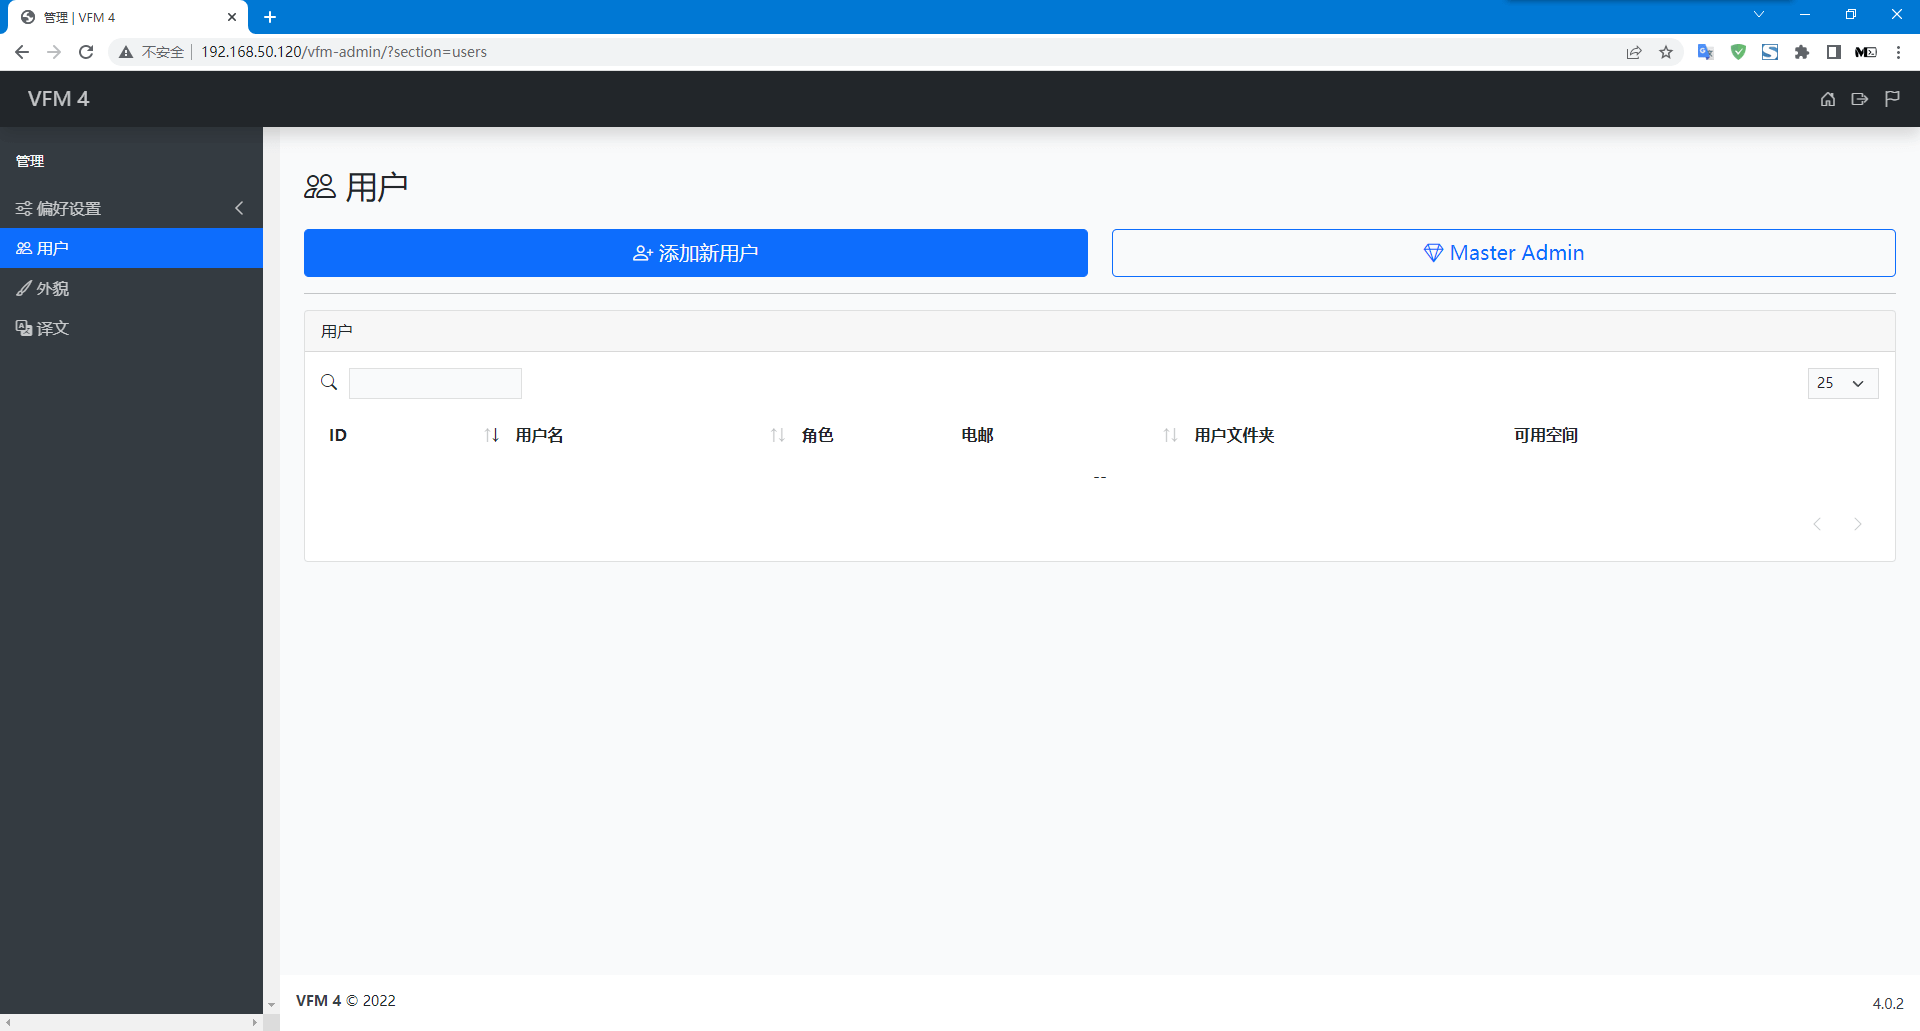 管理 | VFM 4
不安全 192.168.50.120/vfm-admin/?section=users
VFM 4
管理
偏好设置
用户
外貌
译文
用户
添加新用户
Master Admin
用户
25
ID 用户名 角色 电邮 用户文件夹 可用空间
--
VFM 4 © 2022
4.0.2